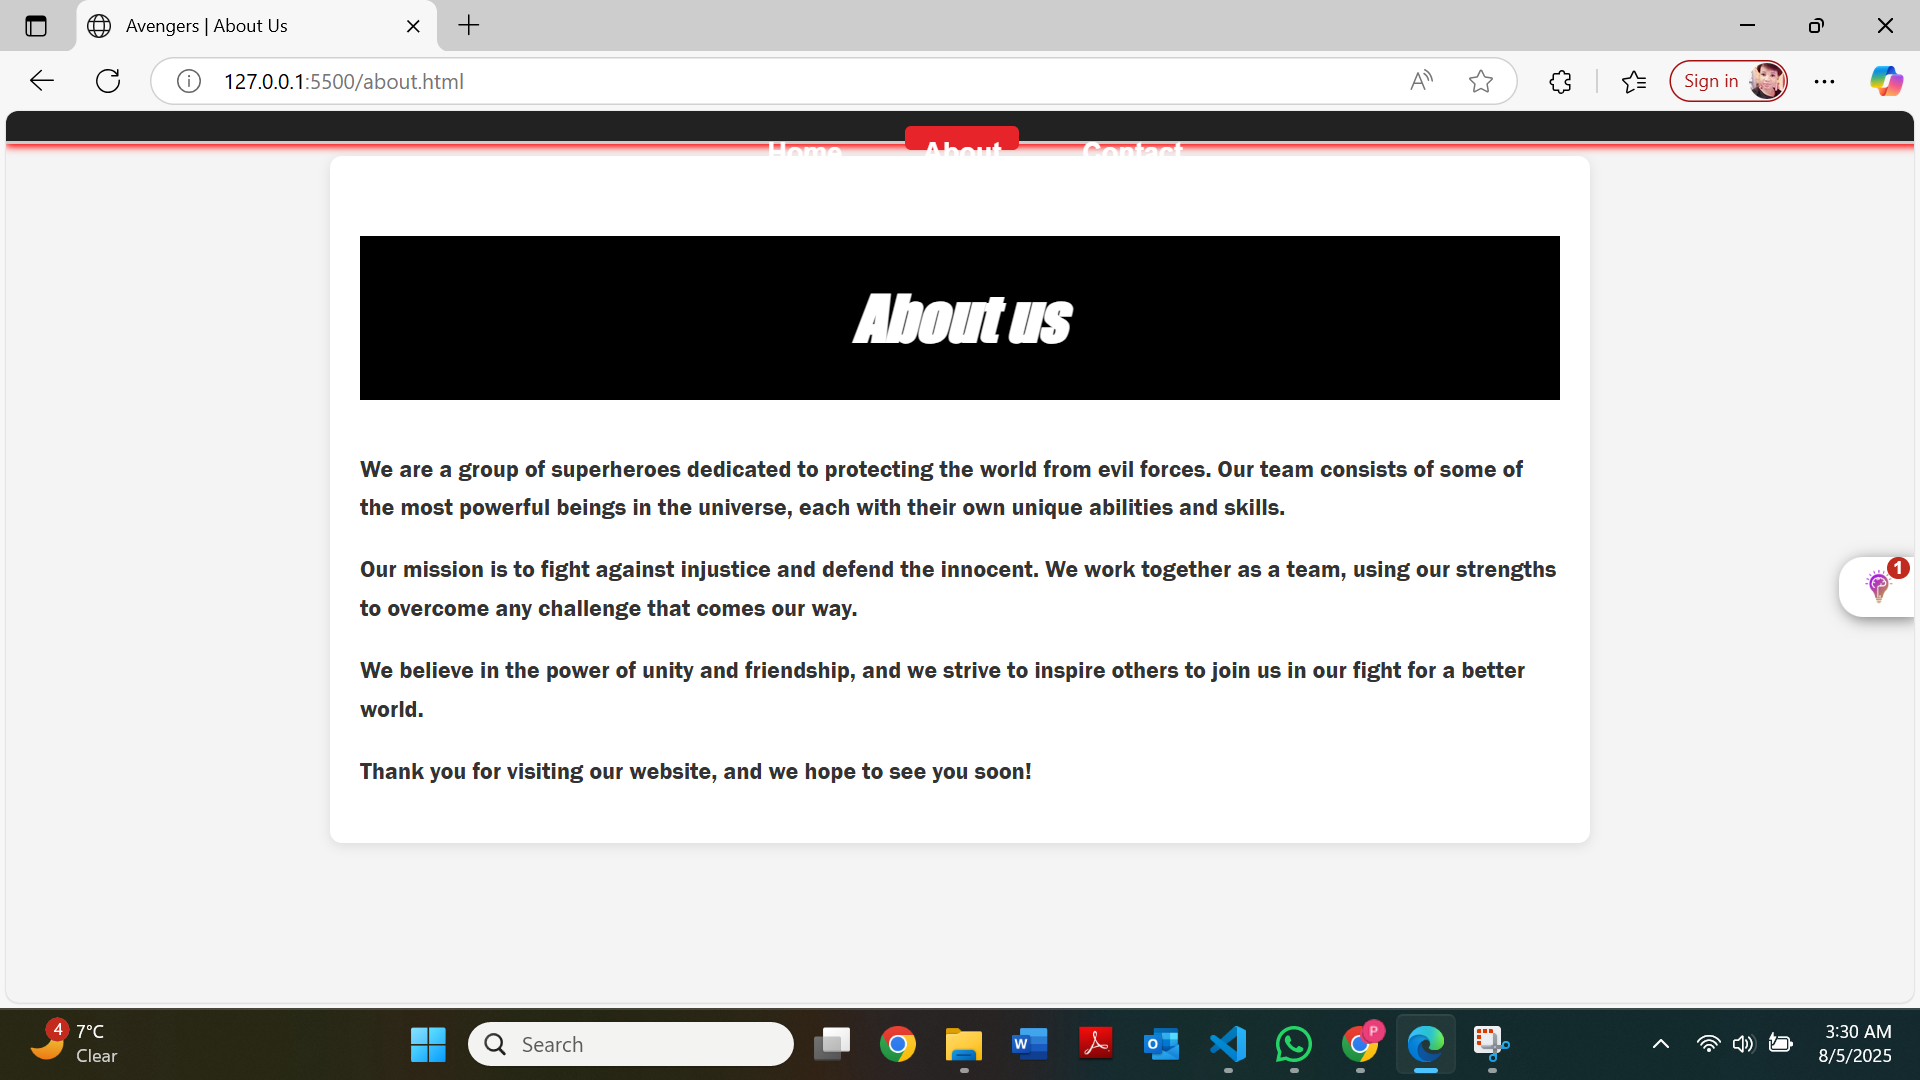 Avengers | About Us
127.0.0.1:5500/about.html
Sign in
Home About Contact
About us
We are a group of superheroes dedicated to protecting the world from evil forces. Our team consists of some of
the most powerful beings in the universe, each with their own unique abilities and skills.
Our mission is to fight against injustice and defend the innocent. We work together as a team, using our strengths
to overcome any challenge that comes our way.
We believe in the power of unity and friendship, and we strive to inspire others to join us in our fight for a better
world.
Thank you for visiting our website, and we hope to see you soon!
1
4
7°C
Clear
Search
P
3:30 AM
8/5/2025